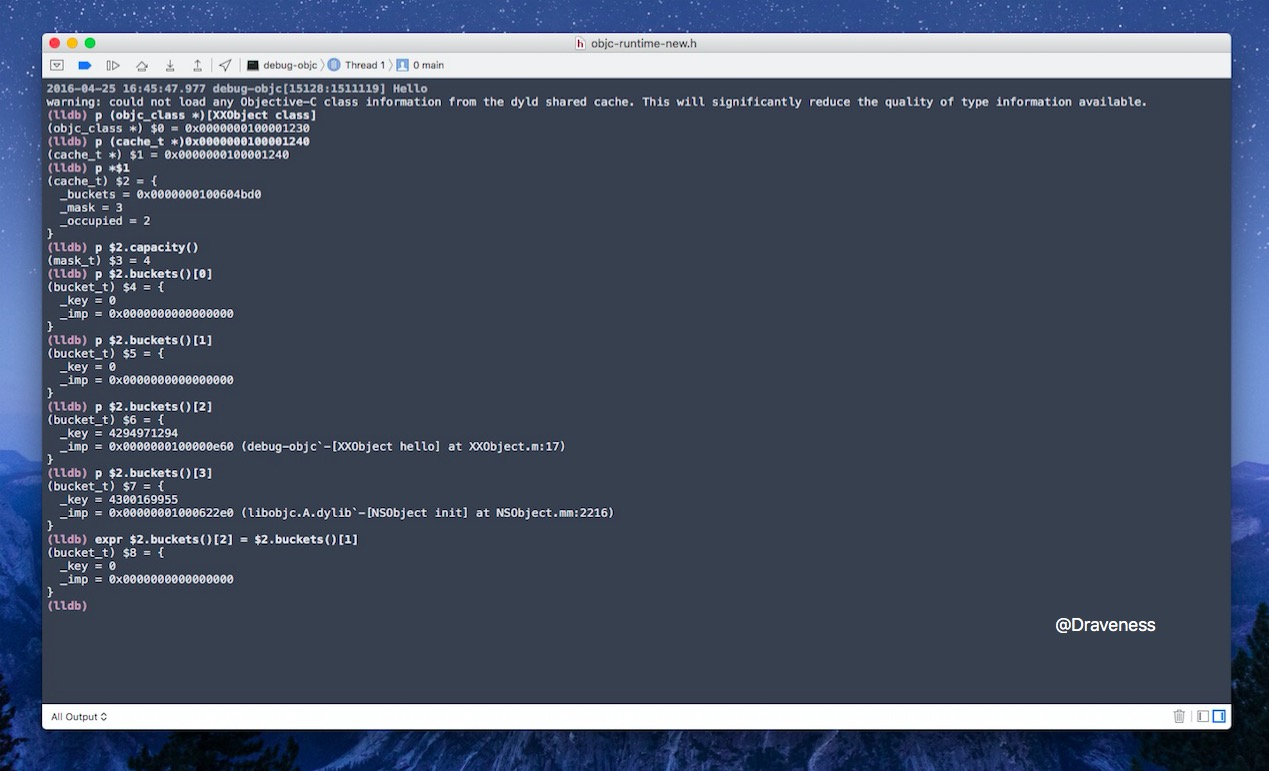 objc-runtime-new.h
debug-objc Thread 1 0 main
2016-04-25 16:45:47.977 debug-objc[15128:1511119] Hello
warning: could not load any Objective-C class information from the dyld shared cache. This will significantly reduce the quality of type information available.
(lldb) p (objc_class *)[XXObject class]
(objc_class *) $0 = 0x0000000100001230
(lldb) p (cache_t *)0x0000000100001240
(cache_t *) $1 = 0x0000000100001240
(lldb) p *$1
(cache_t) $2 = {
  _buckets = 0x0000000100604bd0
  _mask = 3
  _occupied = 2
}
(lldb) p $2.capacity()
(mask_t) $3 = 4
(lldb) p $2.buckets()[0]
(bucket_t) $4 = {
  _key = 0
  _imp = 0x0000000000000000
}
(lldb) p $2.buckets()[1]
(bucket_t) $5 = {
  _key = 0
  _imp = 0x0000000000000000
}
(lldb) p $2.buckets()[2]
(bucket_t) $6 = {
  _key = 4294971294
  _imp = 0x0000000100000e60 (debug-objc`-[XXObject hello] at XXObject.m:17)
}
(lldb) p $2.buckets()[3]
(bucket_t) $7 = {
  _key = 4300169955
  _imp = 0x00000001000622e0 (libobjc.A.dylib`-[NSObject init] at NSObject.mm:2216)
}
(lldb) expr $2.buckets()[2] = $2.buckets()[1]
(bucket_t) $8 = {
  _key = 0
  _imp = 0x0000000000000000
}
(lldb)
@Draveness
All Output